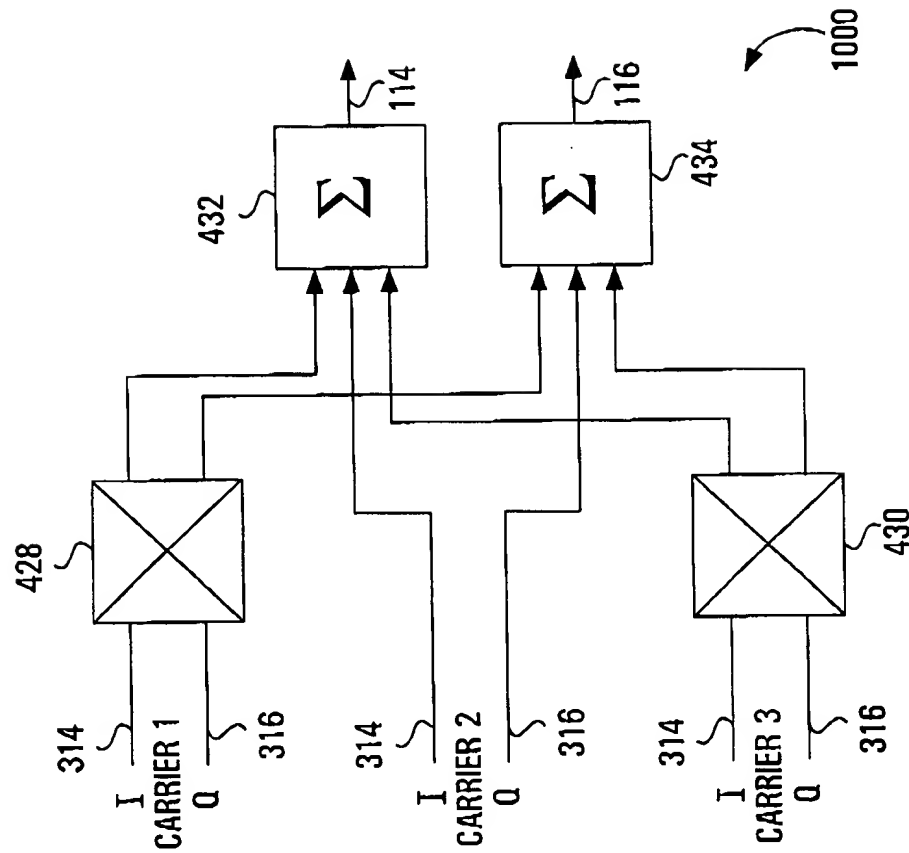 1000
432
114
Σ
434
116
Σ
428
314
I
CARRIER 1
Q
316
314
I
CARRIER 2
Q
316
430
314
I
CARRIER 3
Q
316